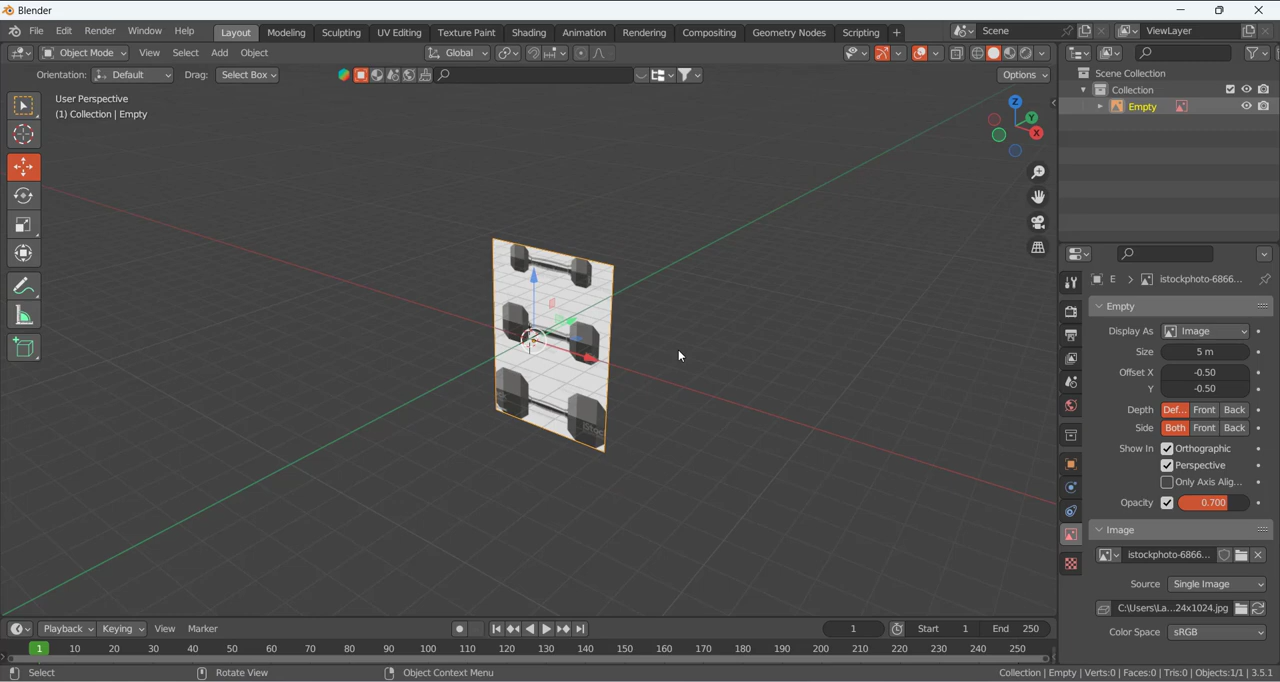 Blender
File Edit Render Window Help Layout Modeling Sculpting UV Editing Texture Paint Shading Animation Rendering Compositing Geometry Nodes Scripting + Scene ViewLayer
Object Mode View Select Add Object Global
Orientation: Default Drag: Select Box Options
User Perspective
(1) Collection | Empty
Z
Y
X
Scene Collection
Collection
Empty
E > istockphoto-6866...
Empty
Display As Image
Size 5 m
Offset X -0.50
Y -0.50
Depth Def... Front Back
Side Both Front Back
Show In Orthographic
Perspective
Only Axis Alig...
Opacity 0.700
Image
istockphoto-6866...
Source Single Image
C:\Users\La...24x1024.jpg
Color Space sRGB
Playback Keying View Marker 1 Start 1 End 250
1 10 20 30 40 50 60 70 80 90 100 110 120 130 140 150 160 170 180 190 200 210 220 230 240 250
Select Rotate View Object Context Menu Collection | Empty | Verts:0 | Faces:0 | Tris:0 | Objects:1/1 | 3.5.1